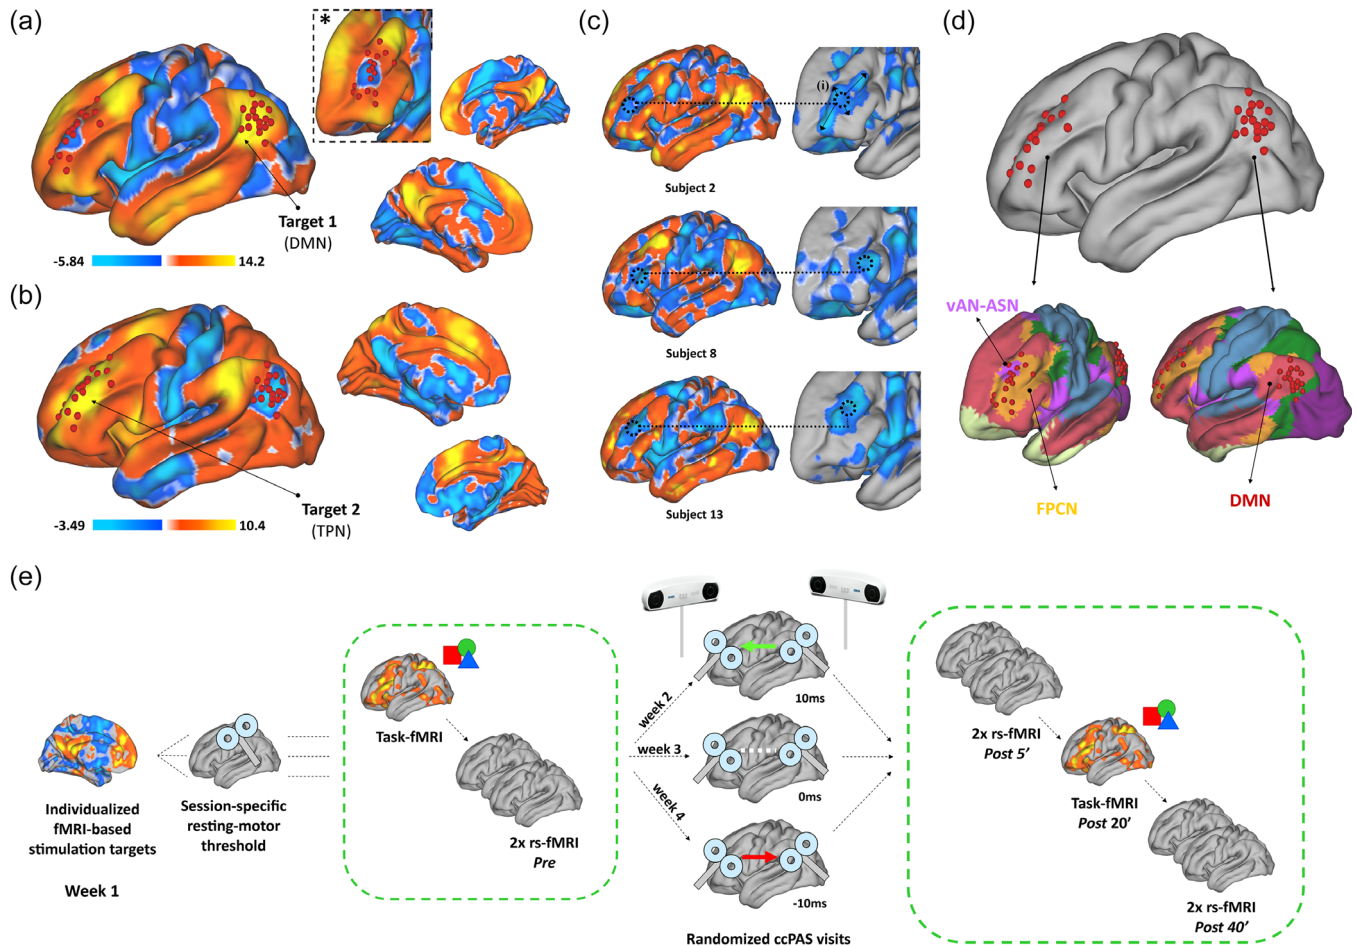 (a)
*
Target 1
(DMN)
-5.84
14.2
(b)
Target 2
(TPN)
-3.49
10.4
(c)
(i)
Subject 2
Subject 8
Subject 13
(d)
vAN-ASN
FPCN
DMN
(e)
Individualized
fMRI-based
stimulation targets
Week 1
Session-specific
resting-motor
threshold
Task-fMRI
2x rs-fMRI
Pre
week 2
week 3
week 4
10ms
0ms
-10ms
Randomized ccPAS visits
2x rs-fMRI
Post 5'
Task-fMRI
Post 20'
2x rs-fMRI
Post 40'